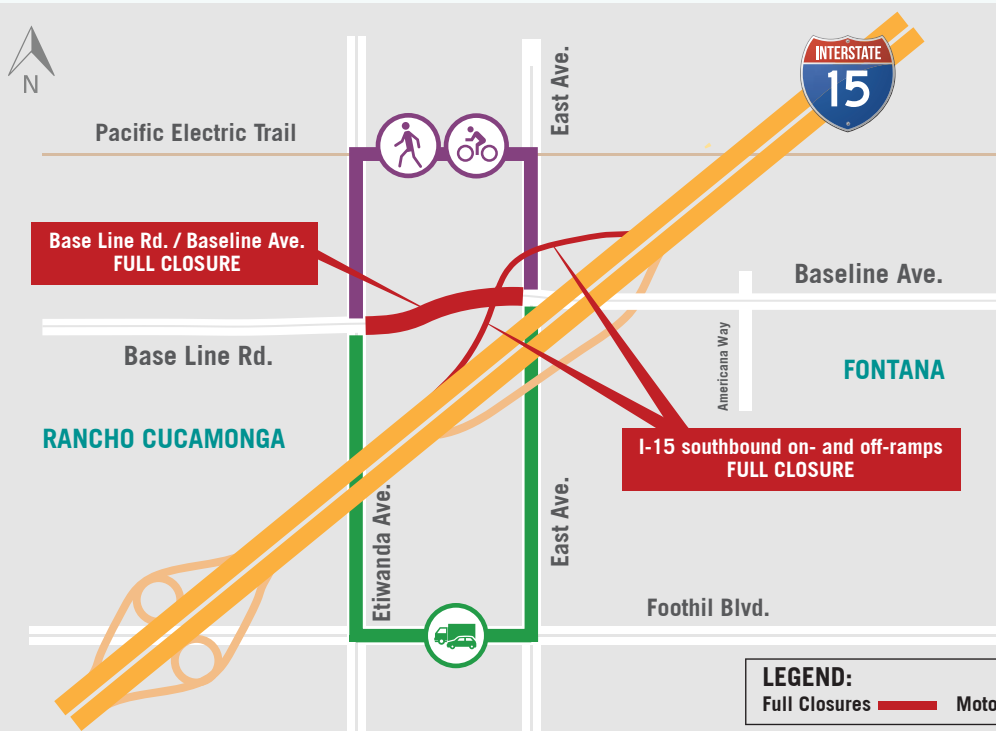 N
East Ave.
INTERSTATE
15
Pacific Electric Trail
Base Line Rd. / Baseline Ave.
FULL CLOSURE
Baseline Ave.
Base Line Rd.
Americana Way
FONTANA
RANCHO CUCAMONGA
I-15 southbound on- and off-ramps
FULL CLOSURE
Etiwanda Ave.
East Ave.
Foothil Blvd.
LEGEND:
Full Closures Moto